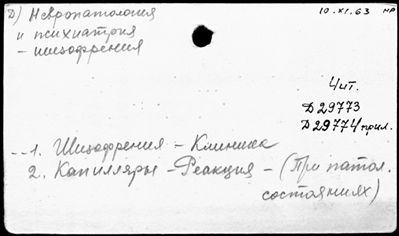 Д) Невропатология 10.XI.63 НР
и психиатрия
– шизофрения
Чит.
Д29773
Д29774 прил.
1. Шизофрения – Клиника
2. Капилляры – Реакция – (При патол.
состояниях)